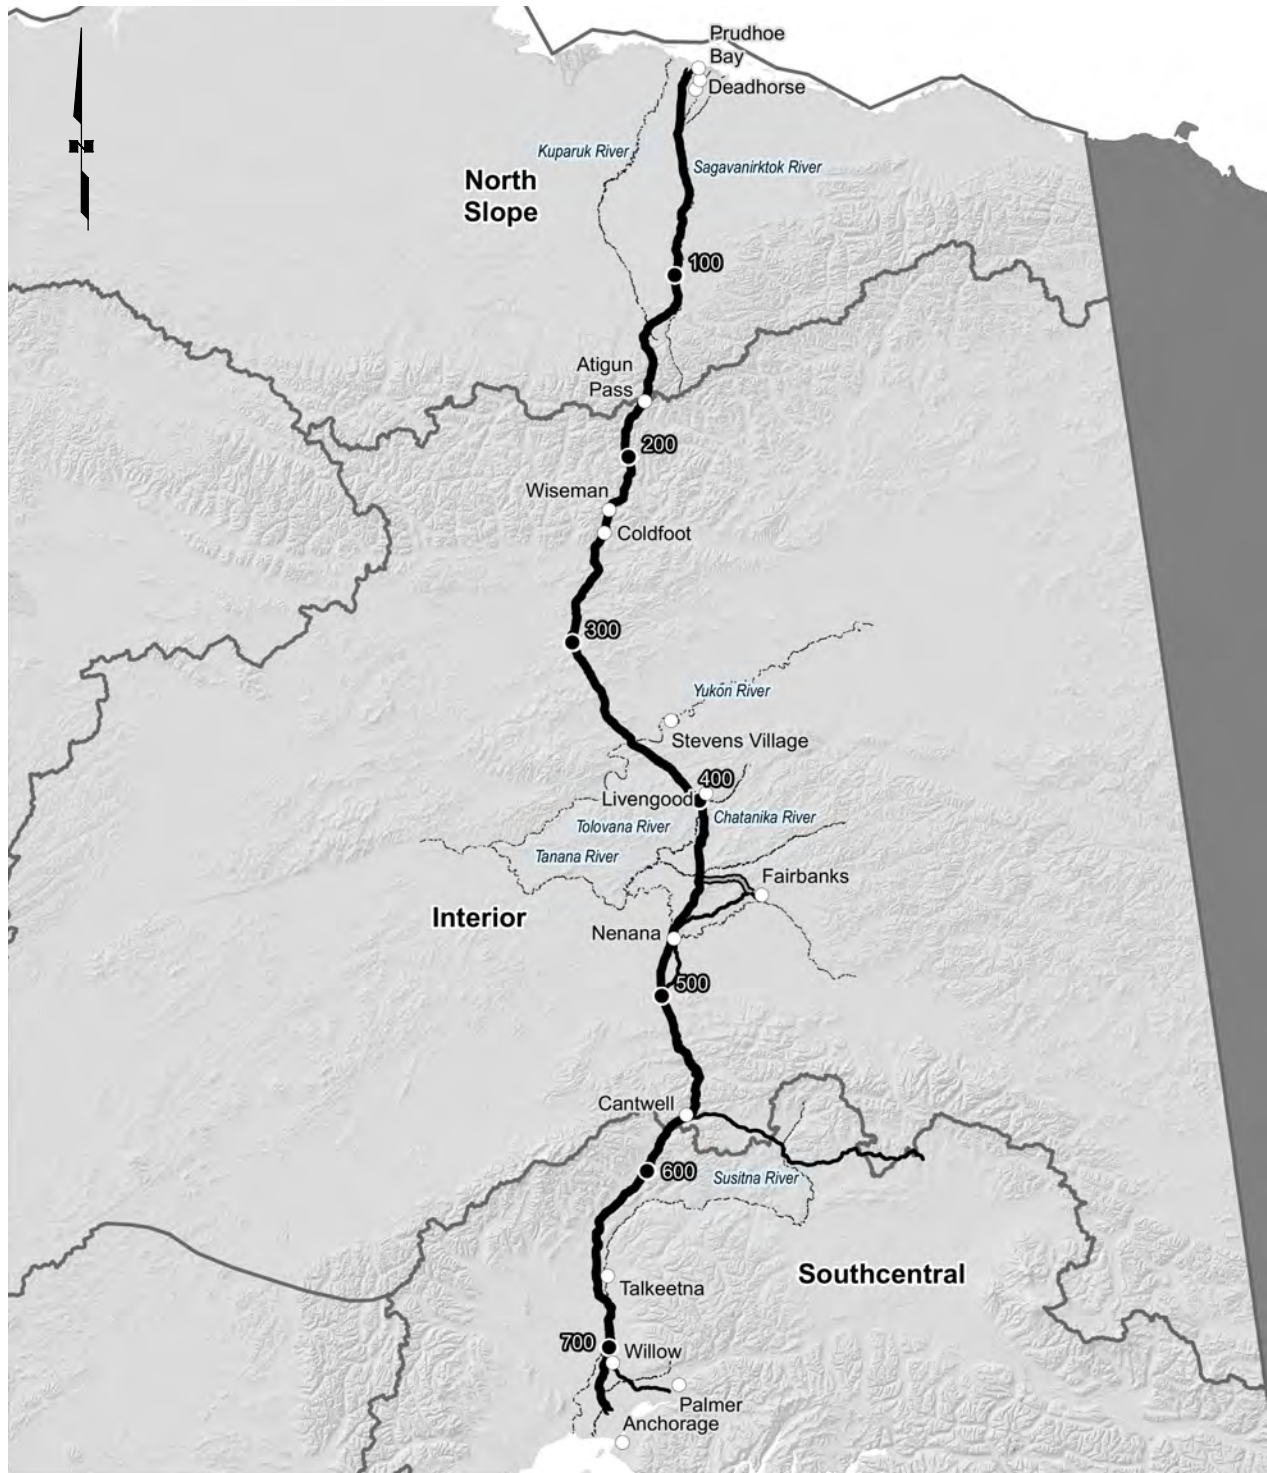 Prudhoe
Bay
Deadhorse
Kuparuk River
Sagavanirktok River
North
Slope
100
Atigun
Pass
200
Wiseman
Coldfoot
300
Yukon River
Stevens Village
400
Livengood
Chatanika River
Tolovana River
Tanana River
Fairbanks
Interior
Nenana
500
Cantwell
600
Susitna River
Southcentral
Talkeetna
700
Willow
Palmer
Anchorage